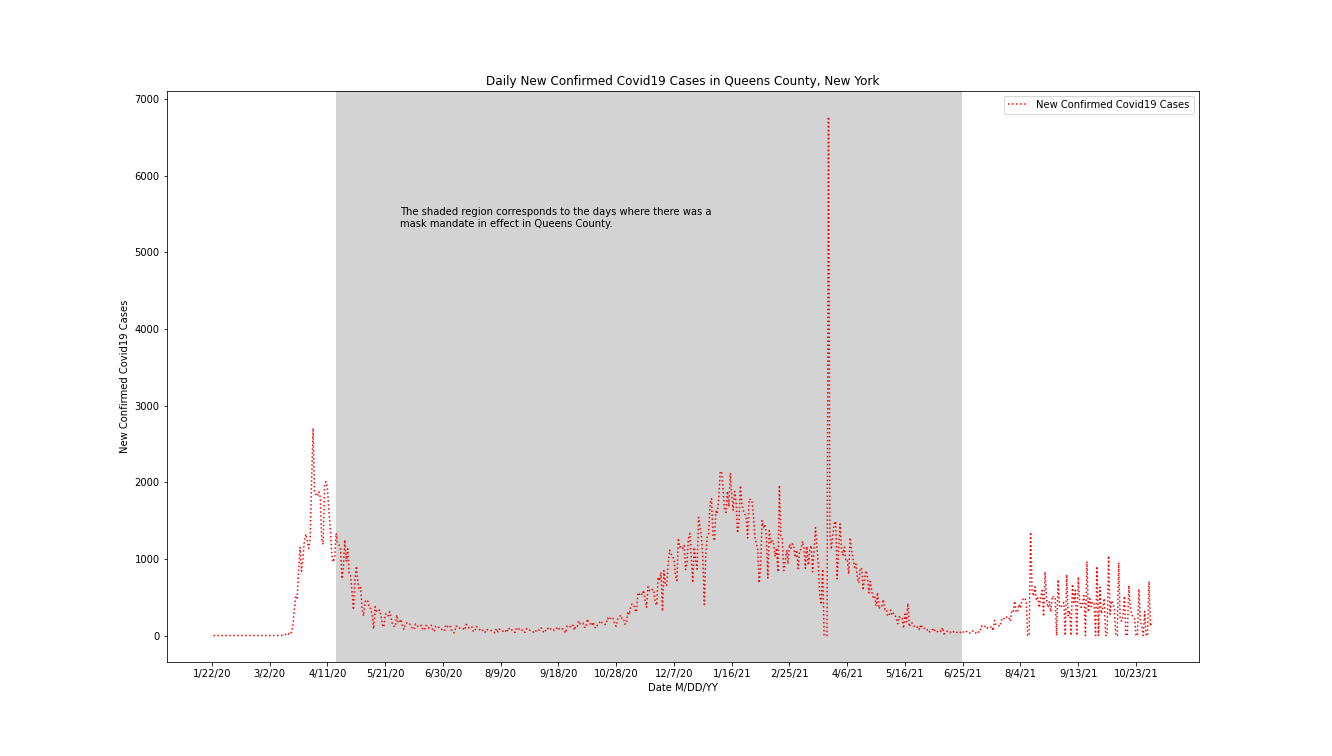 Daily New Confirmed Covid19 Cases in Queens County, New York
New Confirmed Covid19 Cases
7000
6000
5000
4000
3000
2000
1000
0
New Confirmed Covid19 Cases
The shaded region corresponds to the days where there was a
mask mandate in effect in Queens County.
1/22/20 3/2/20 4/11/20 5/21/20 6/30/20 8/9/20 9/18/20 10/28/20 12/7/20 1/16/21 2/25/21 4/6/21 5/16/21 6/25/21 8/4/21 9/13/21 10/23/21
Date M/DD/YY